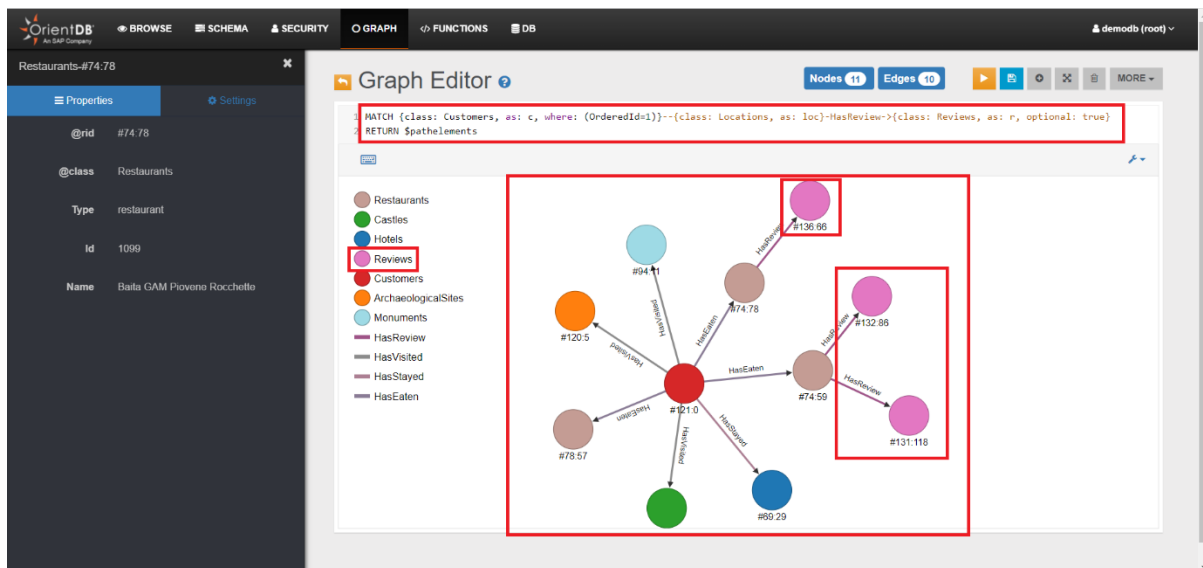 OrientDB
An SAP Company
BROWSE
SCHEMA
SECURITY
GRAPH
FUNCTIONS
DB
demodb (root)
Restaurants-#74:78
Properties
Settings
@rid #74:78
@class Restaurants
Type restaurant
Id 1099
Name Baita GAM Piovene Rocchette
Graph Editor
Nodes 11
Edges 10
MORE
1 MATCH {class: Customers, as: c, where: (OrderedId=1)}--{class: Locations, as: loc}-HasReview->{class: Reviews, as: r, optional: true}
2 RETURN $pathelements
Restaurants
Castles
Hotels
Reviews
Customers
ArchaeologicalSites
Monuments
HasReview
HasVisited
HasStayed
HasEaten
#136:66
HasReview
#94:11
#74:78
#132:86
HasVisited
HasEaten
HasReview
#120:5
HasVisited
HasEaten
#74:59
HasReview
#121:0
HasEaten
HasStayed
#131:118
#78:57
HasVisited
#69:29